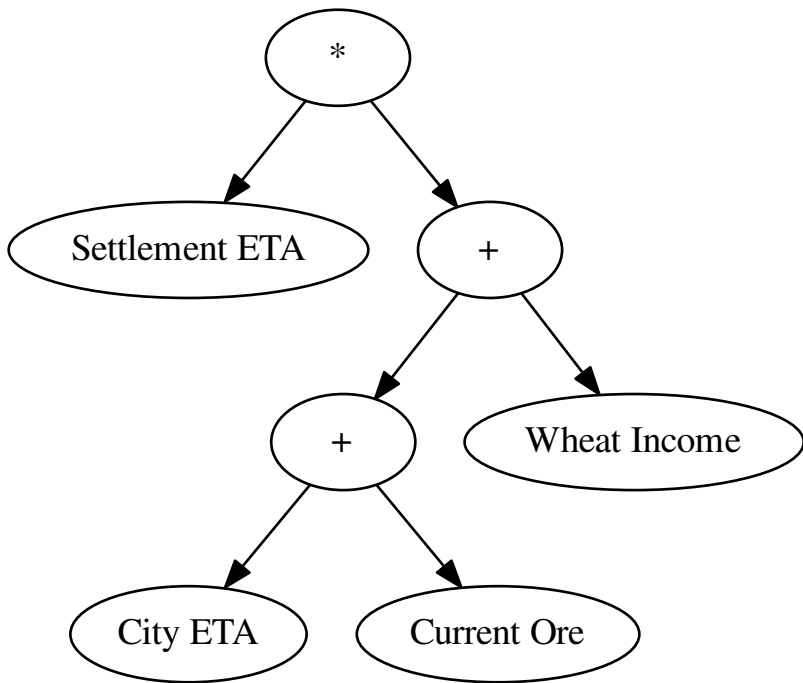 *
Settlement ETA
+
+
Wheat Income
City ETA
Current Ore